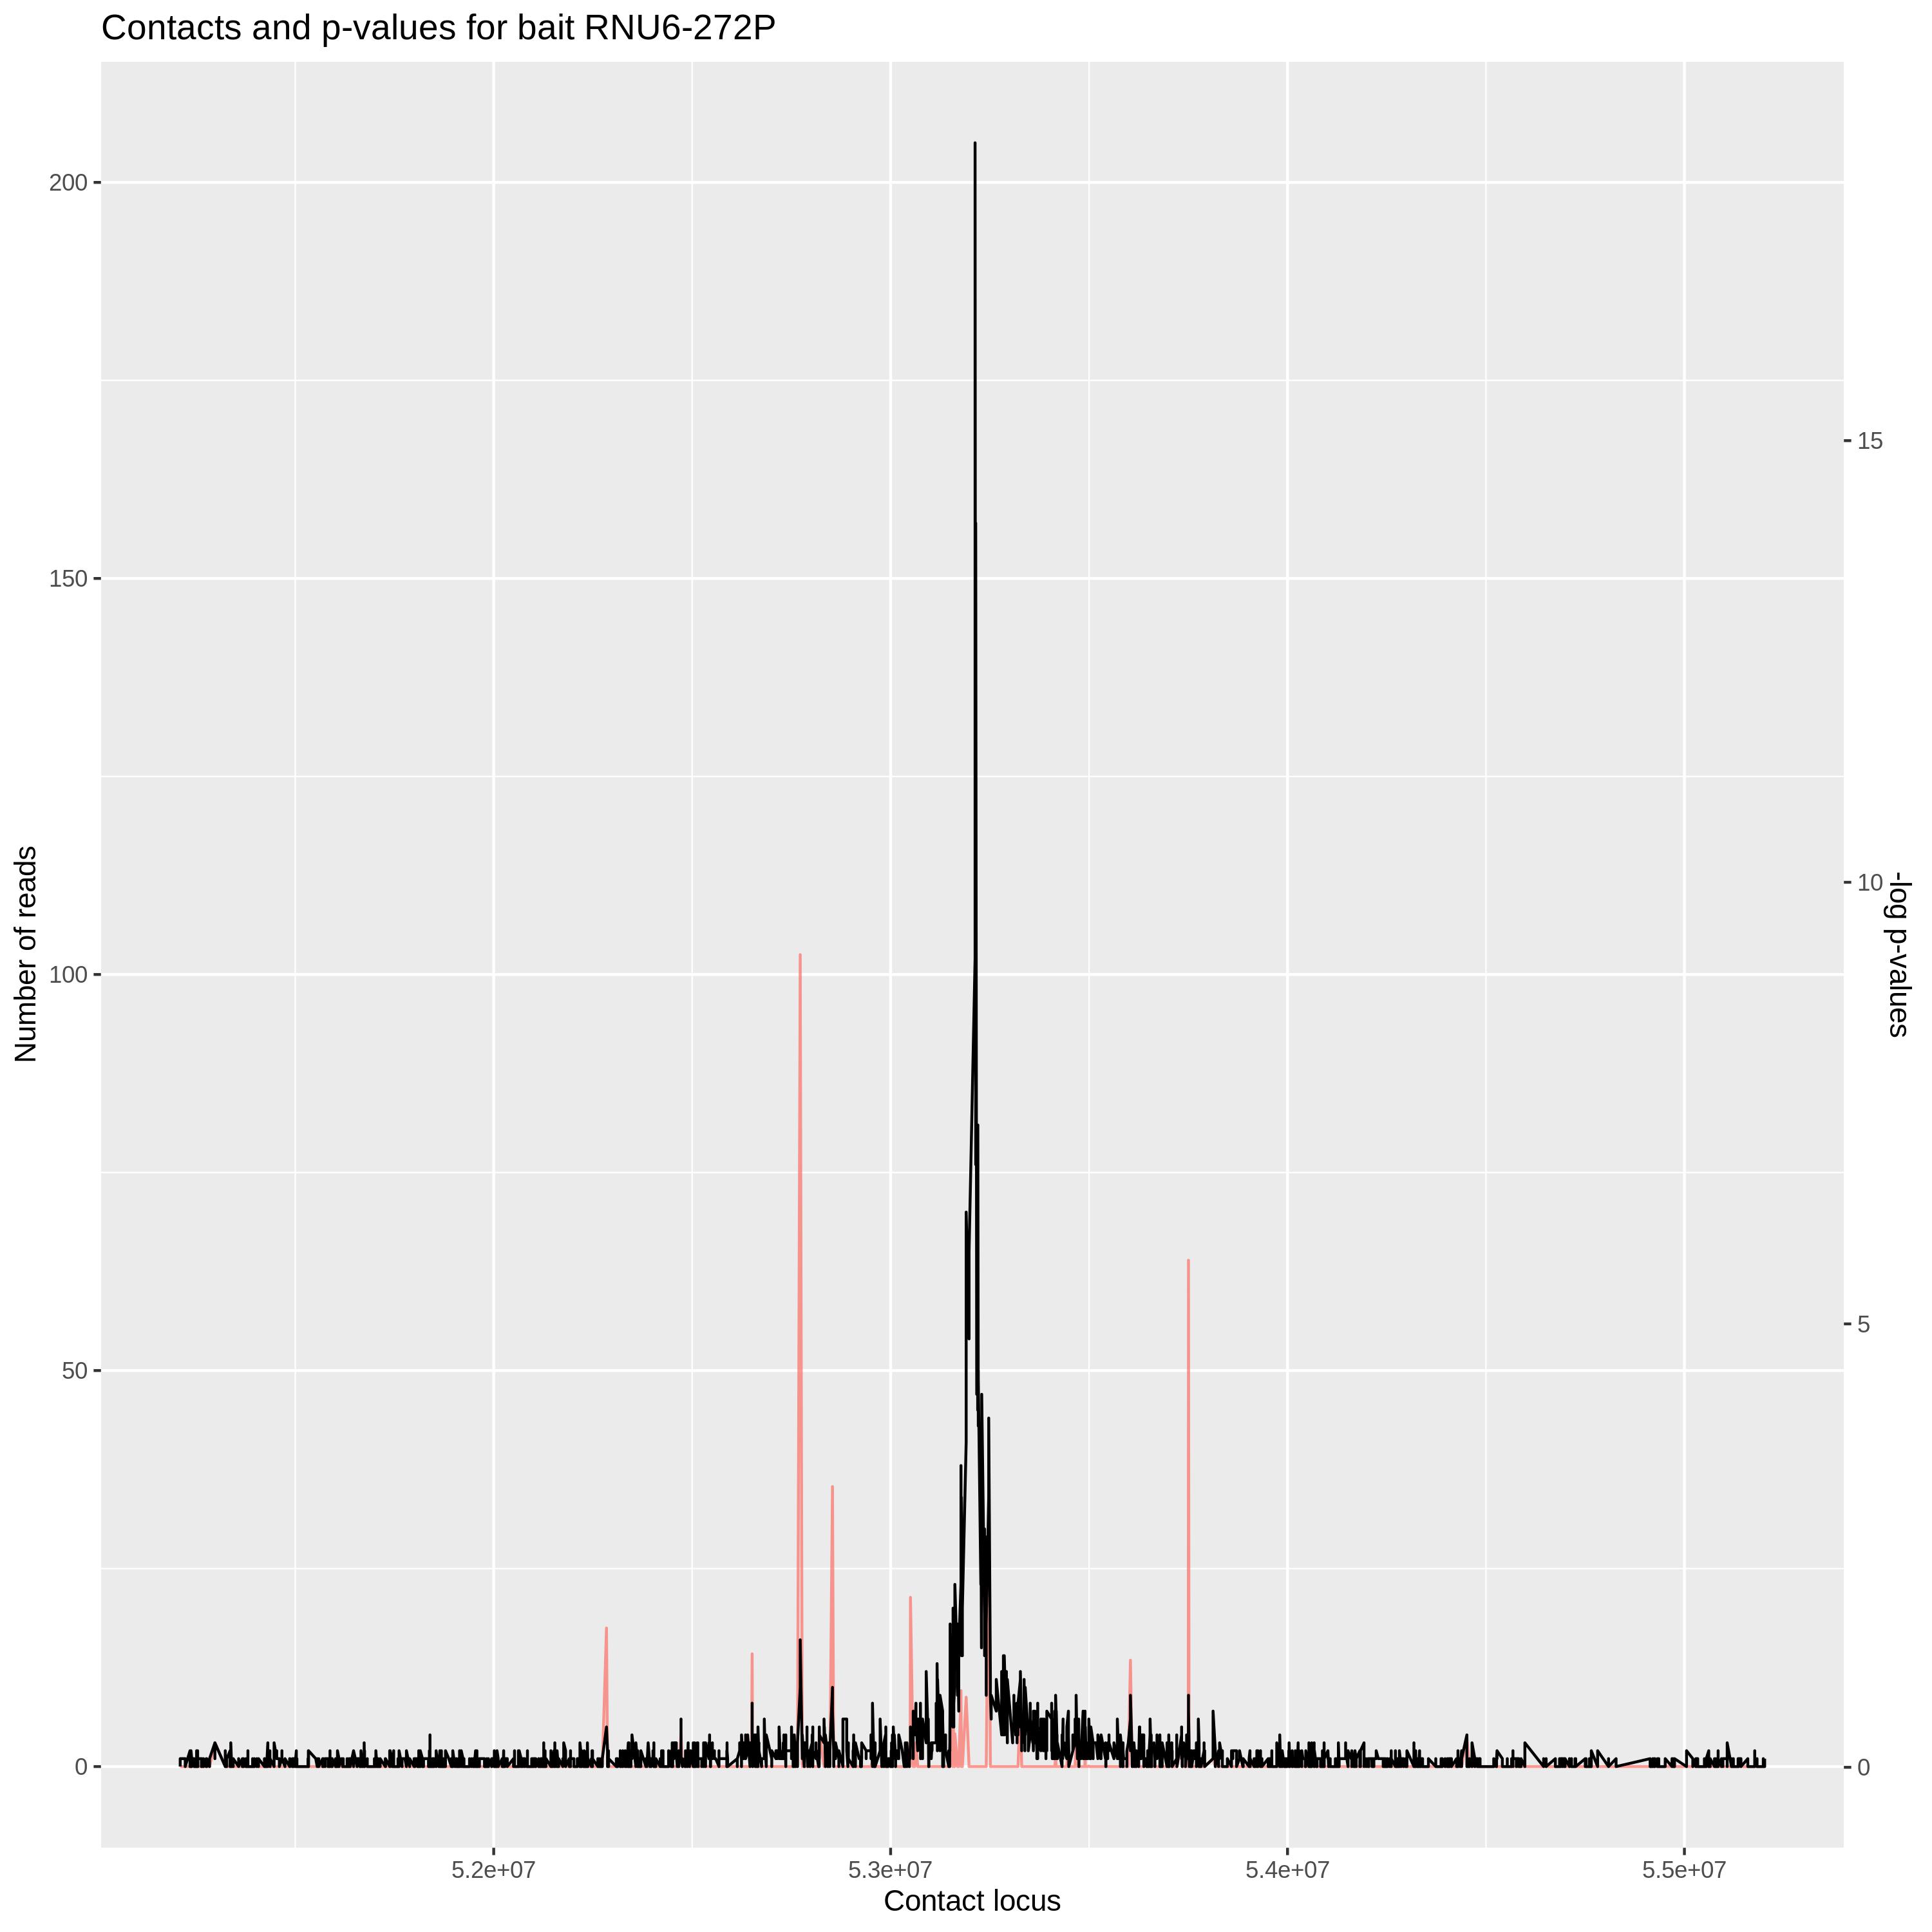 Contacts and p-values for bait RNU6-272P
200
150
100
50
0
Number of reads
15
10
5
0
-log p-values
5.2e+07
5.3e+07
5.4e+07
5.5e+07
Contact locus